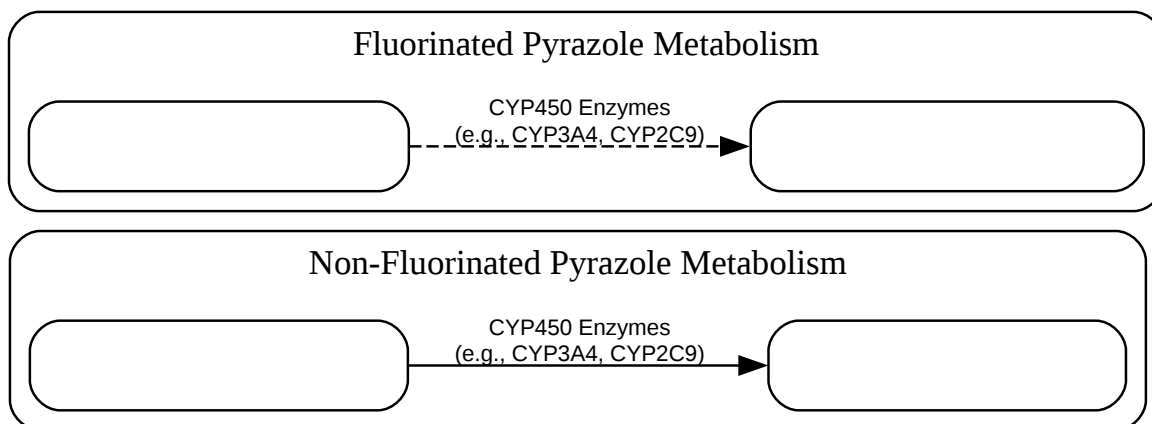 Fluorinated Pyrazole Metabolism
CYP450 Enzymes
(e.g., CYP3A4, CYP2C9)
Non-Fluorinated Pyrazole Metabolism
CYP450 Enzymes
(e.g., CYP3A4, CYP2C9)